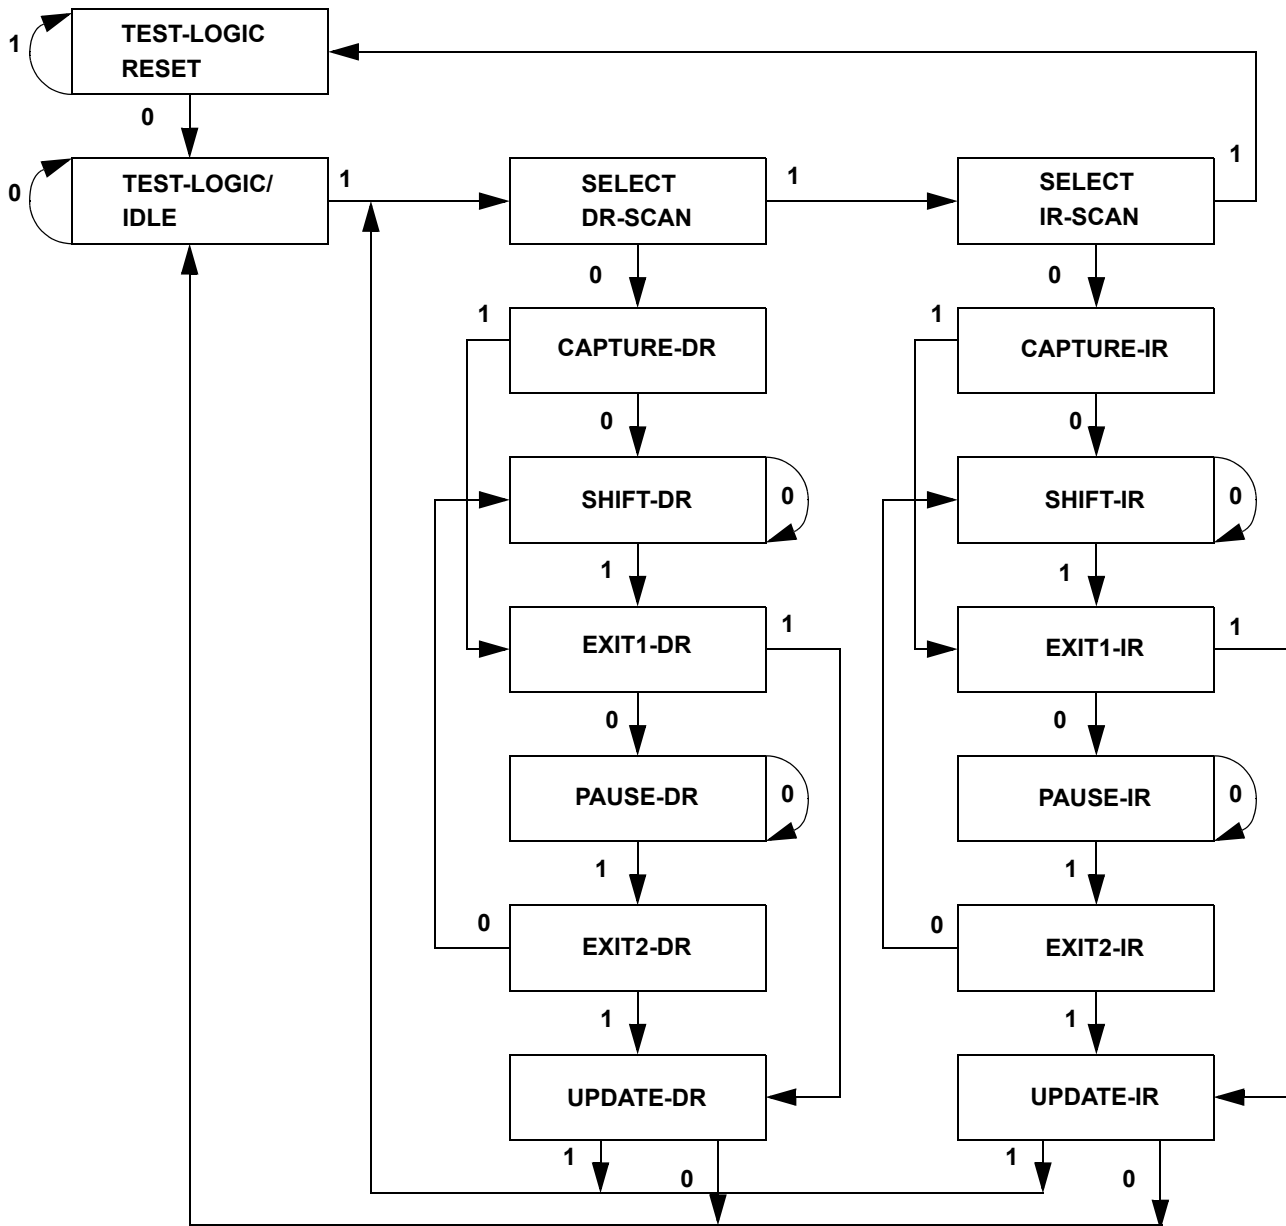 1
TEST-LOGIC
RESET
0
0
TEST-LOGIC/
IDLE
1
SELECT
DR-SCAN
1
SELECT
IR-SCAN
1
0
0
1
CAPTURE-DR
1
CAPTURE-IR
0
0
SHIFT-DR
0
SHIFT-IR
0
1
1
EXIT1-DR
1
EXIT1-IR
1
0
0
PAUSE-DR
0
PAUSE-IR
0
1
1
0
EXIT2-DR
0
EXIT2-IR
1
1
UPDATE-DR
UPDATE-IR
1
0
1
0